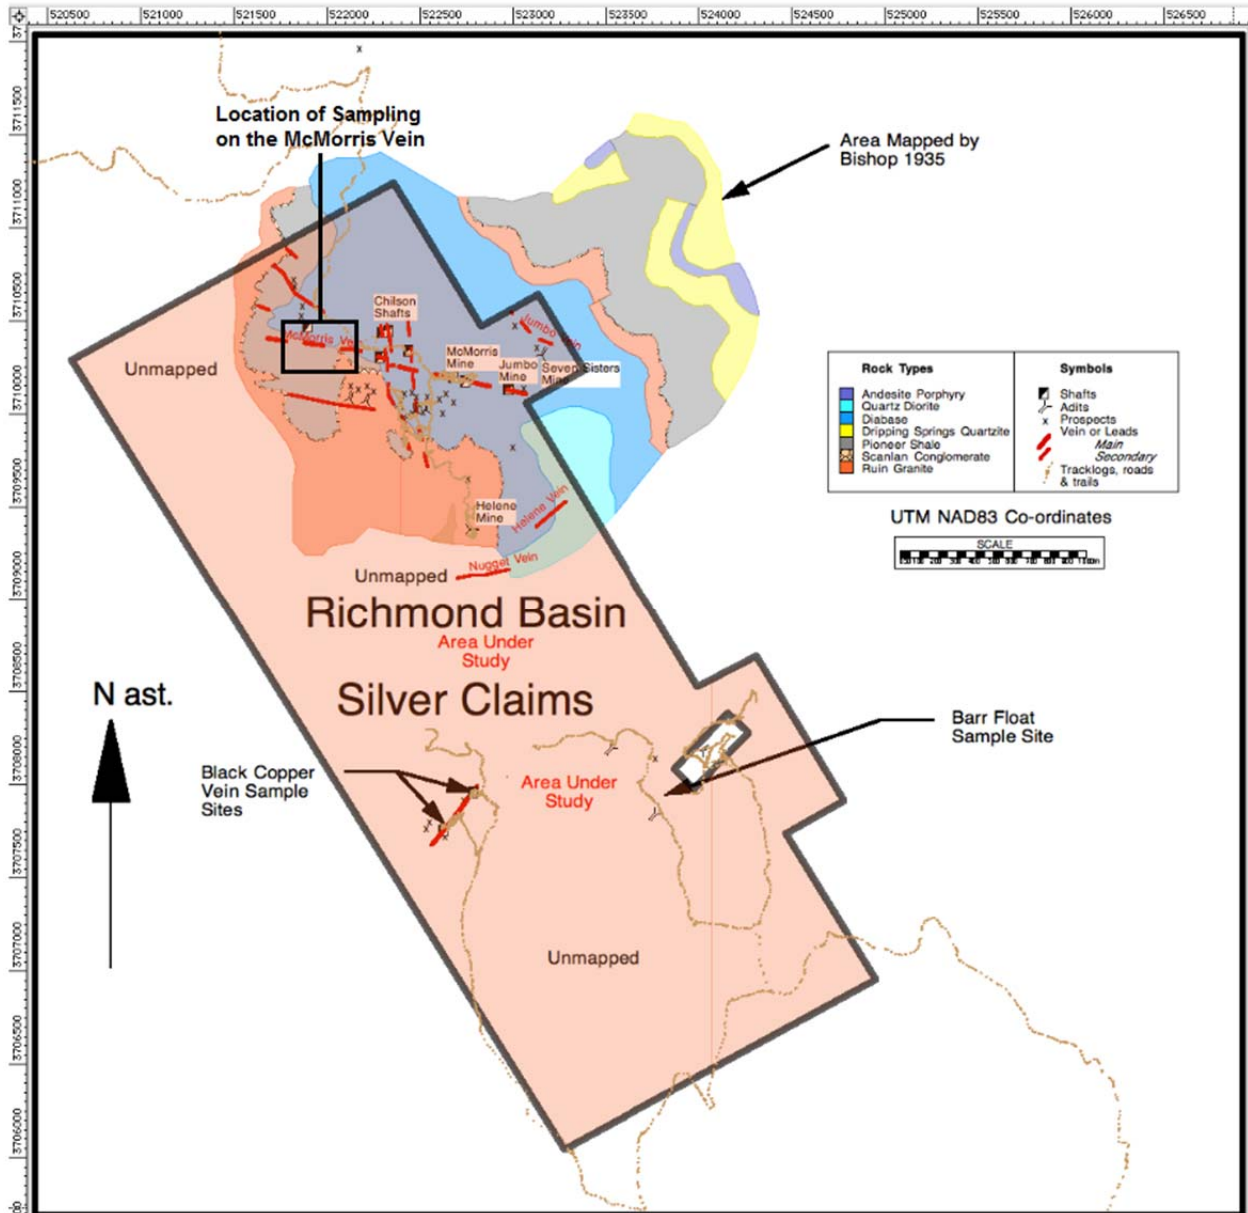 520500 521000 521500 522000 522500 523000 523500 524000 524500 525000 525500 526000 526500
3711500
3711000
3710500
3710000
3709500
3709000
3708500
3708000
3707500
3707000
3706500
3706000
Location of Sampling
on the McMorris Vein
Area Mapped by
Bishop 1935
Chilson
Shafts
Jumbo Vein
McMorris Vein
Unmapped
McMorris
Mine
Jumbo
Mine
Seven Sisters
Mine
Rock Types
Andesite Porphyry
Quartz Diorite
Diabase
Dripping Springs Quartzite
Pioneer Shale
Scanlan Conglomerate
Ruin Granite
Symbols
Shafts
Adits
x Prospects
Vein or Leads
Main
Secondary
Tracklogs, roads
& trails
Helene
Mine
Helene Vein
UTM NAD83 Co-ordinates
SCALE
Nugget Vein
Unmapped
Richmond Basin
Area Under
Study
Silver Claims
N ast.
Barr Float
Sample Site
Black Copper
Vein Sample
Sites
Area Under
Study
Unmapped